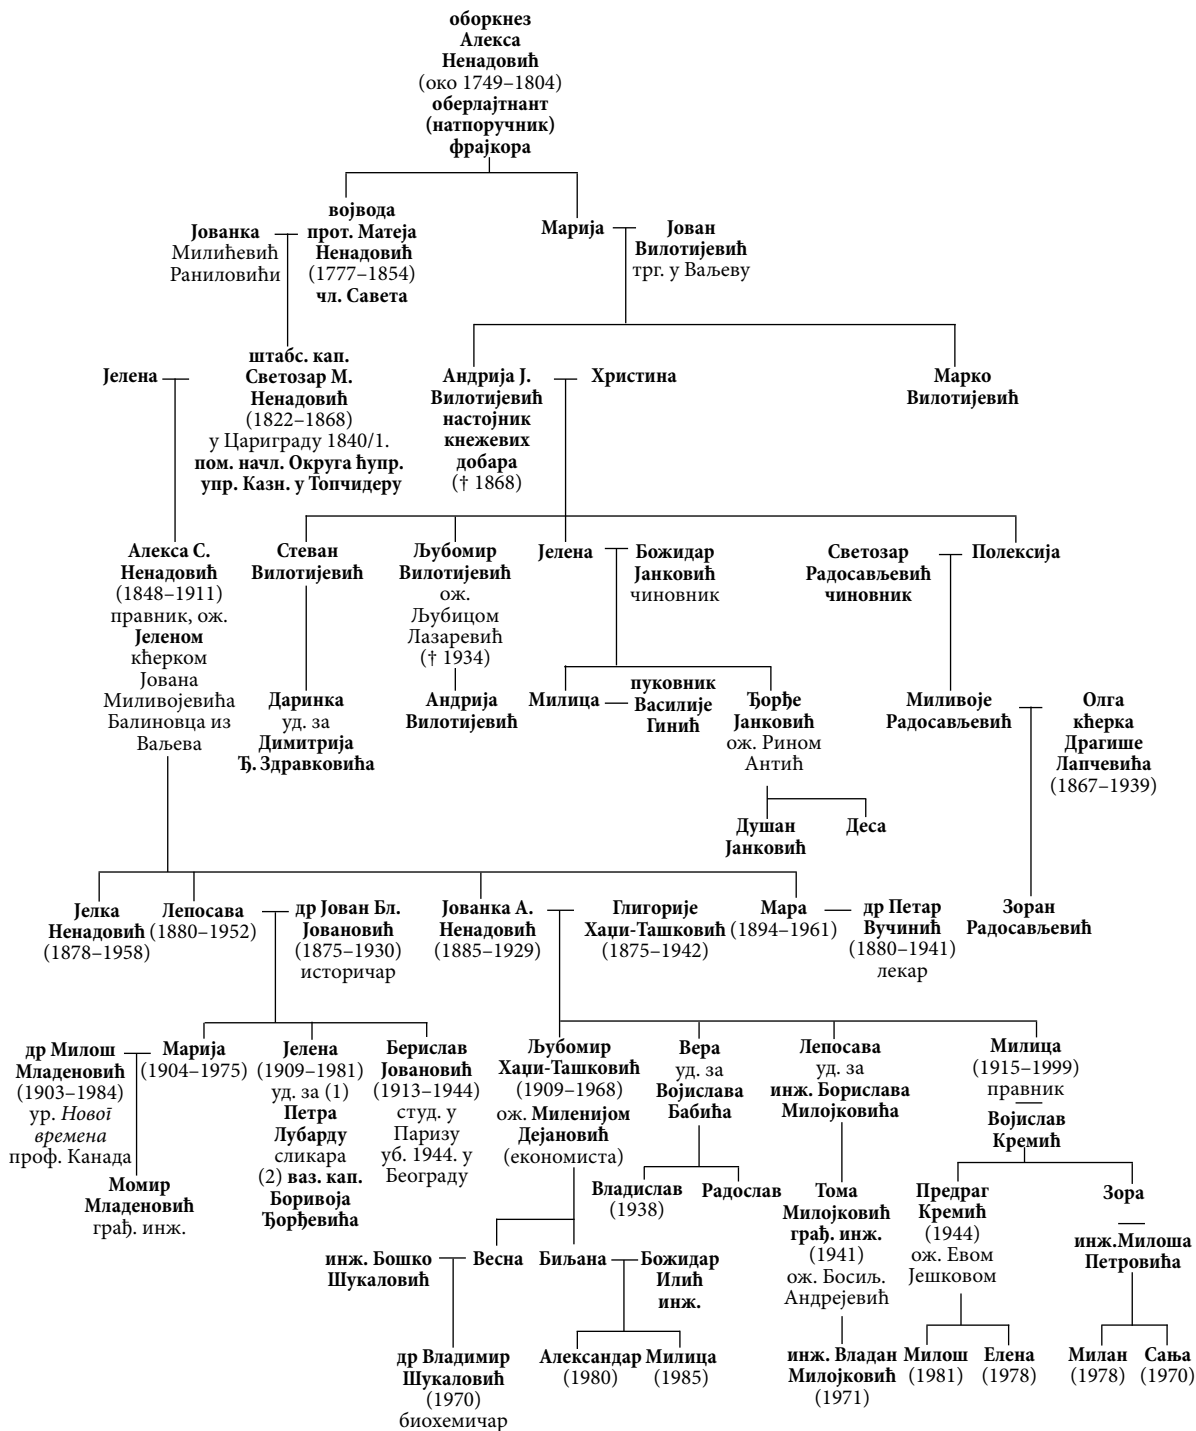 оборкнез
Алекса
Ненадовић
(око 1749–1804)
оберлајтнант
(натпоручник)
фрајкора
Јованка
Милићевић
Раниловићи
војвода
прот. Матеја
Ненадовић
(1777–1854)
чл. Савета
Марија
Јован
Вилотијевић
трг. у Ваљеву
Јелена
штабс. кап.
Светозар М.
Ненадовић
(1822–1868)
у Цариграду 1840/1.
пом. начл. Округа ћупр.
упр. Казн. у Топчидеру
Андрија Ј.
Вилотијевић
настојник
кнежевих
добара
(† 1868)
Христина
Марко
Вилотијевић
Алекса С.
Ненадовић
(1848–1911)
правник, ож.
Јеленом
кћерком
Јована
Миливојевића
Балиновца из
Ваљева
Стеван
Вилотијевић
Љубомир
Вилотијевић
ож.
Љубицом
Лазаревић
(† 1934)
Јелена
Божидар
Јанковић
чиновник
Светозар
Радосављевић
чиновник
Полексија
Даринка
уд. за
Димитрија
Ђ. Здравковића
Андрија
Вилотијевић
Милица
пуковник
Василије
Гинић
Ђорђе
Јанковић
ож. Рином
Антић
Миливоје
Радосављевић
Олга
кћерка
Драгише
Лапчевића
(1867–1939)
Душан
Јанковић
Деса
Јелка
Ненадовић
(1878–1958)
Лепосава
(1880–1952)
др Јован Бл.
Јовановић
(1875–1930)
историчар
Јованка А.
Ненадовић
(1885–1929)
Глигорије
Хаџи-Ташковић
(1875–1942)
Мара
(1894–1961)
др Петар
Вучинић
(1880–1941)
лекар
Зоран
Радосављевић
др Милош
Младеновић
(1903–1984)
ур. Новог
времена
проф. Канада
Марија
(1904–1975)
Јелена
(1909–1981)
уд. за (1)
Петра
Лубарду
сликара
(2) ваз. кап.
Боривоја
Ђорђевића
Берислав
Јовановић
(1913–1944)
студ. у
Паризу
уб. 1944. у
Београду
Љубомир
Хаџи-Ташковић
(1909–1968)
ож. Миленијом
Дејановић
(економиста)
Вера
уд. за
Војислава
Бабића
Лепосава
уд. за
инж. Борислава
Милојковића
Милица
(1915–1999)
правник
Војислав
Кремић
Момир
Младеновић
грађ. инж.
Владислав
(1938)
Радослав
Тома
Милојковић
грађ. инж.
(1941)
ож. Босиљ.
Андрејевић
Предраг
Кремић
(1944)
ож. Евом
Јешковом
Зора
инж.Милоша
Петровића
инж. Бошко
Шукаловић
Весна
Биљана
Божидар
Илић
инж.
др Владимир
Шукаловић
(1970)
биохемичар
Александар
(1980)
Милица
(1985)
инж. Владан
Милојковић
(1971)
Милош
(1981)
Елена
(1978)
Милан
(1978)
Сања
(1970)